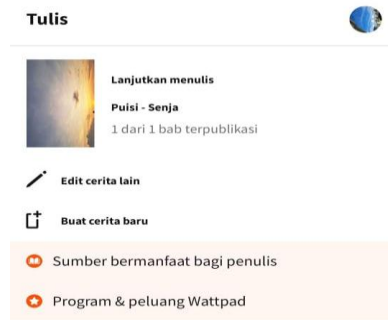 Tulis
Lanjutkan menulis
Puisi - Senja
1 dari 1 bab terpublikasi
Edit cerita lain
Buat cerita baru
Sumber bermanfaat bagi penulis
Program & peluang Wattpad